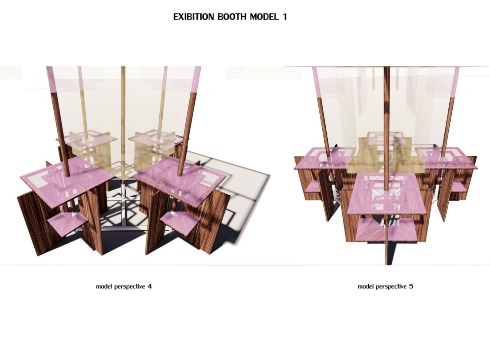 EXIBITION BOOTH MODEL 1
model perspective 4
model perspective 5